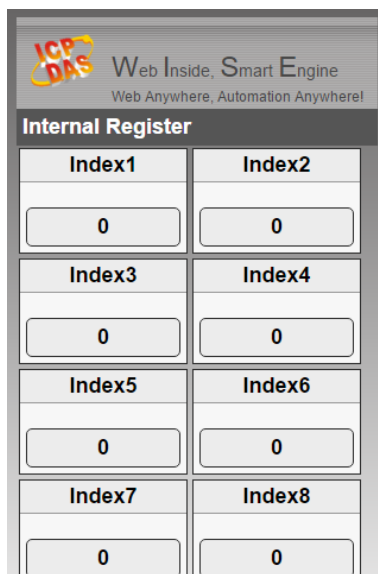 ICP
DAS
Web Inside, Smart Engine
Web Anywhere, Automation Anywhere!
Internal Register
Index1 Index2
0 0
Index3 Index4
0 0
Index5 Index6
0 0
Index7 Index8
0 0